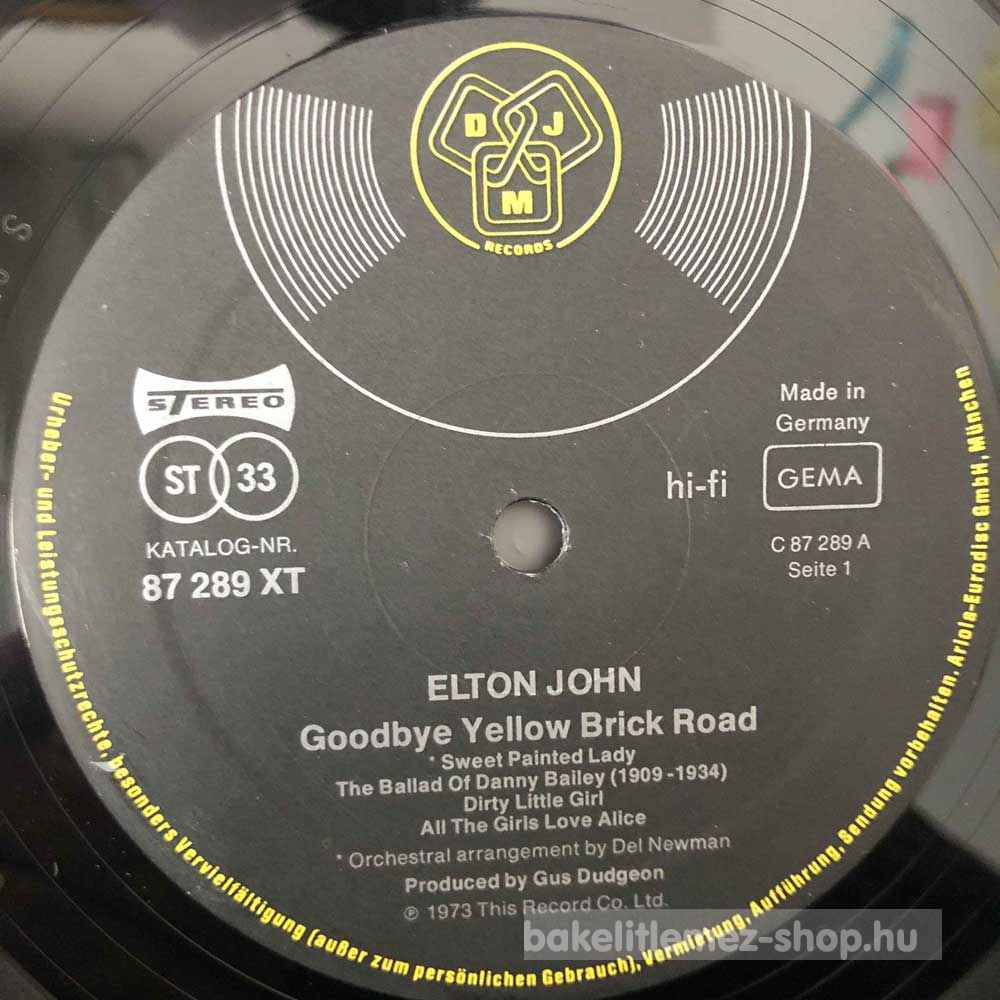 D J
M
RECORDS
STEREO
ST 33
KATALOG-NR.
87 289 XT
Made in
Germany
hi-fi
GEMA
C 87 289 A
Seite 1
ELTON JOHN
Goodbye Yellow Brick Road
* Sweet Painted Lady
The Ballad Of Danny Bailey (1909-1934)
Dirty Little Girl
All The Girls Love Alice
* Orchestral arrangement by Del Newman
Produced by Gus Dudgeon
℗ 1973 This Record Co. Ltd.
Urheber- und Leistungsschutzrechte, besonders Vervielfältigung (außer zum persönlichen Gebrauch), Vermietung, Aufführung, Sendung vorbehalten. Ariola-Eurodisc GmbH, München
bakelitlemez-shop.hu